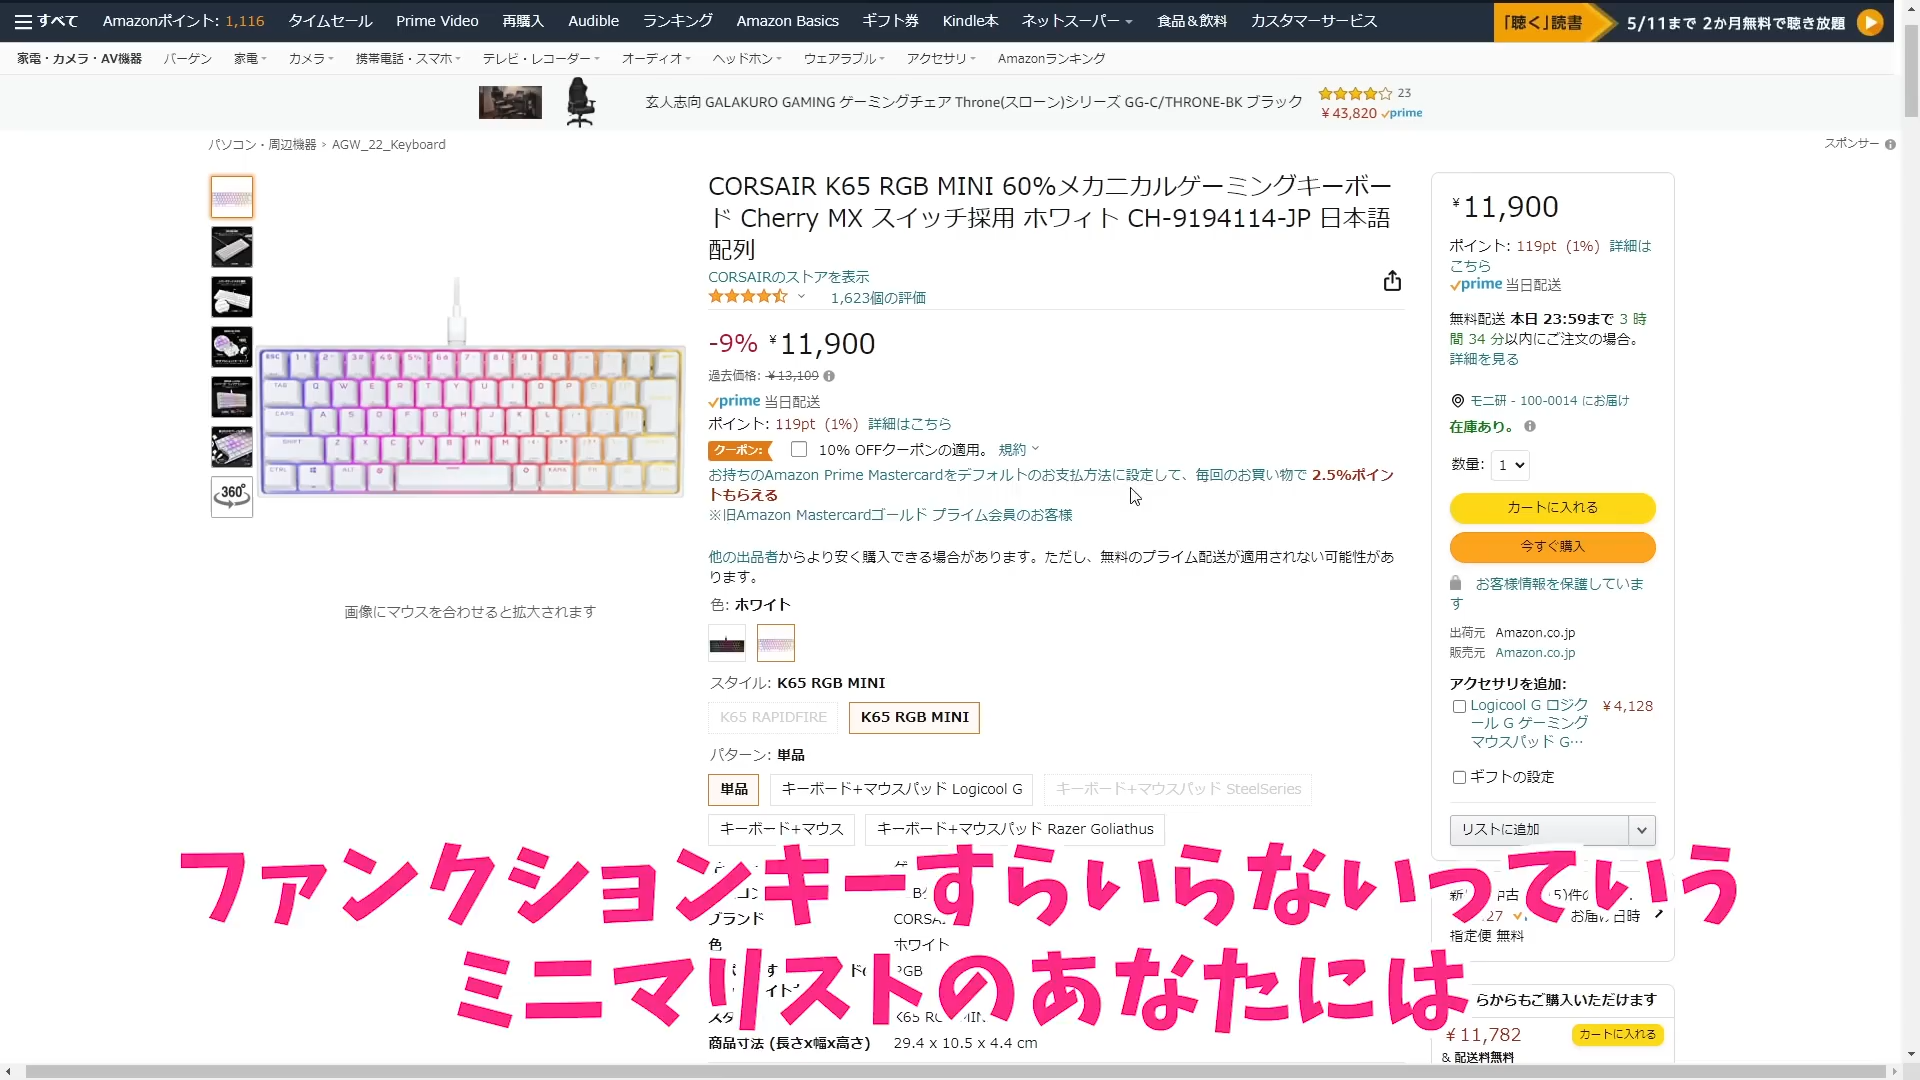 すべて Amazonポイント: 1,116 タイムセール Prime Video 再購入 Audible ランキング Amazon Basics ギフト券 Kindle本 ネットスーパー 食品&飲料 カスタマーサービス 「聴く」読書 5/11まで 2か月無料で聴き放題
家電・カメラ・AV機器 バーゲン 家電 カメラ 携帯電話・スマホ テレビ・レコーダー オーディオ ヘッドホン ウェアラブル アクセサリ Amazonランキング
玄人志向 GALAKURO GAMING ゲーミングチェア Throne(スローン)シリーズ GG-C/THRONE-BK ブラック 23
¥43,820 prime
パソコン・周辺機器 › AGW_22_Keyboard
スポンサー
360°
画像にマウスを合わせると拡大されます
CORSAIR K65 RGB MINI 60%メカニカルゲーミングキーボー
ド Cherry MX スイッチ採用 ホワイト CH-9194114-JP 日本語
配列
CORSAIRのストアを表示
1,623個の評価
-9% ¥11,900
過去価格: ¥13,109
prime 当日配送
ポイント: 119pt (1%) 詳細はこちら
クーポン: 10% OFFクーポンの適用。 規約
お持ちのAmazon Prime Mastercardをデフォルトのお支払方法に設定して、毎回のお買い物で 2.5%ポイン
トもらえる
※旧Amazon Mastercardゴールド プライム会員のお客様
他の出品者からより安く購入できる場合があります。ただし、無料のプライム配送が適用されない可能性があ
ります。
色: ホワイト
スタイル: K65 RGB MINI
K65 RAPIDFIRE K65 RGB MINI
パターン: 単品
単品 キーボード+マウスパッド Logicool G キーボード+マウスパッド SteelSeries
キーボード+マウス キーボード+マウスパッド Razer Goliathus
ブランド CORSA
色 ホワイト
RGB
商品寸法 (長さx幅x高さ) 29.4 x 10.5 x 4.4 cm
¥11,900
ポイント: 119pt (1%) 詳細は
こちら
prime 当日配送
無料配送 本日 23:59まで 3 時
間 34 分以内にご注文の場合。
詳細を見る
モニ研 - 100-0014 にお届け
在庫あり。
数量: 1
カートに入れる
今すぐ購入
お客様情報を保護していま
す
出荷元 Amazon.co.jp
販売元 Amazon.co.jp
アクセサリを追加:
Logicool G ロジク ¥4,128
ール G ゲーミング
マウスパッド G…
ギフトの設定
リストに追加
指定便 無料
らからもご購入いただけます
¥11,782 カートに入れる
& 配送料無料
ファンクションキーすらいらないっていう
ミニマリストのあなたには